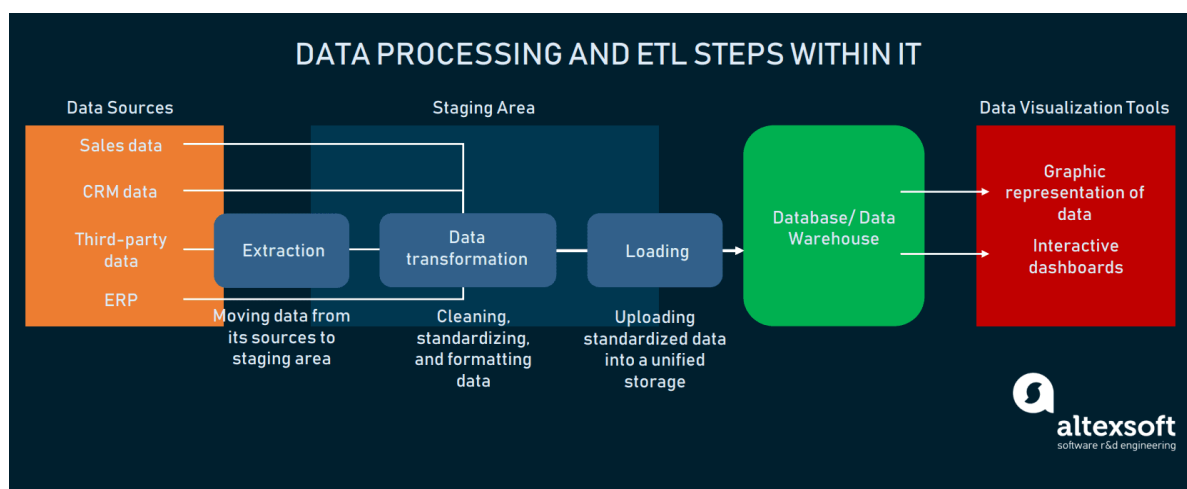 DATA PROCESSING AND ETL STEPS WITHIN IT
Data Sources
Staging Area
Data Visualization Tools
Sales data
CRM data
Third-party
data
ERP
Extraction
Data
transformation
Loading
Database/ Data
Warehouse
Graphic
representation of
data
Interactive
dashboards
Moving data from
its sources to
staging area
Cleaning,
standardizing,
and formatting
data
Uploading
standardized data
into a unified
storage
altexsoft
software r&d engineering